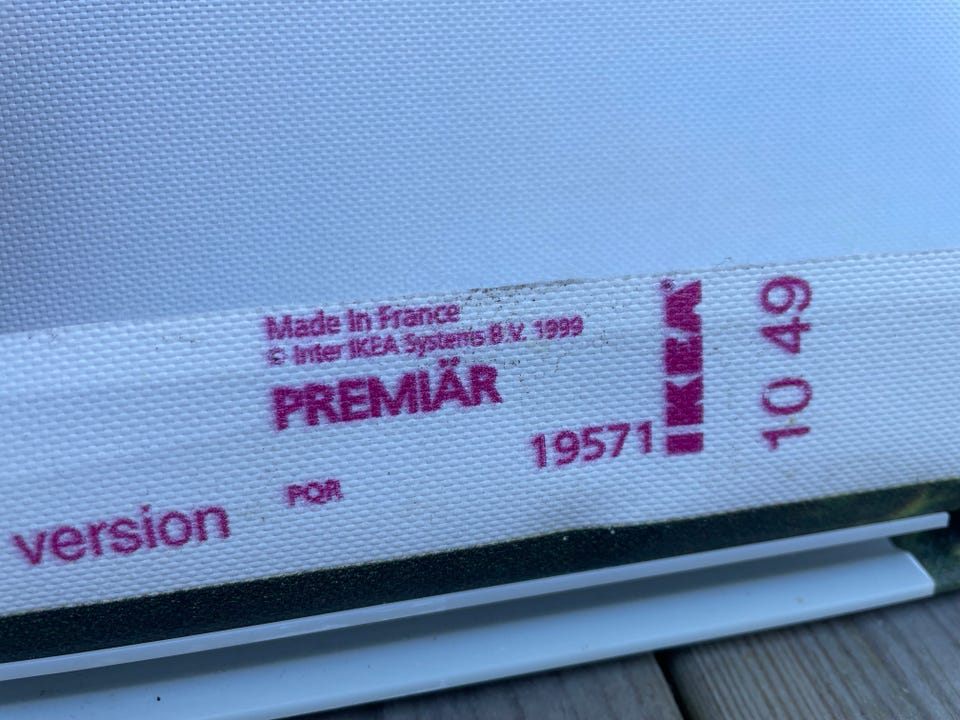 Made in France
© Inter IKEA Systems B.V. 1999
PREMIÄR
19571
IKEA®
10 49
PQR
version